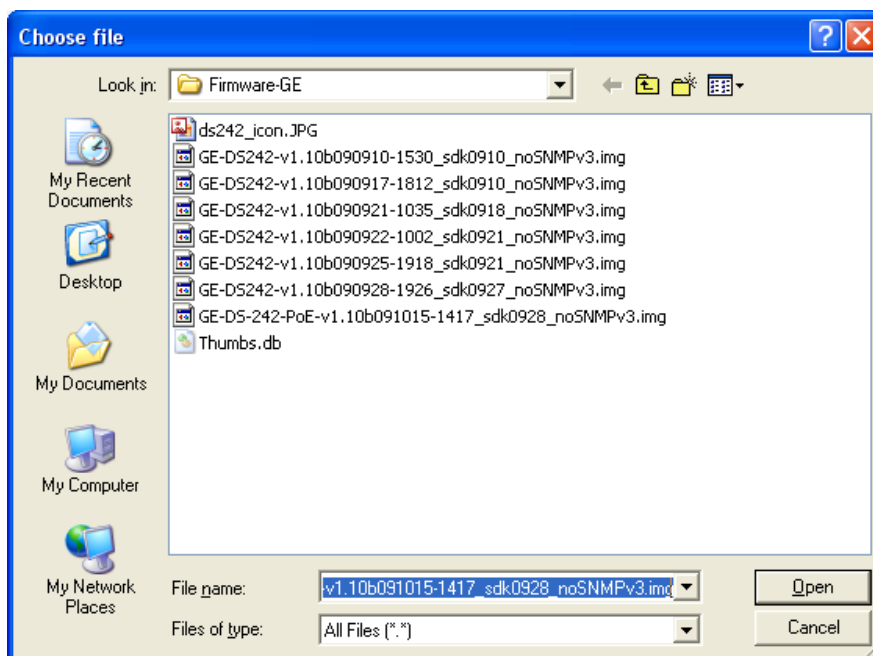 Choose file
Look in:
Firmware-GE
My Recent
Documents
Desktop
My Documents
My Computer
My Network
Places
ds242_icon.JPG
GE-DS242-v1.10b090910-1530_sdk0910_noSNMPv3.img
GE-DS242-v1.10b090917-1812_sdk0910_noSNMPv3.img
GE-DS242-v1.10b090921-1035_sdk0918_noSNMPv3.img
GE-DS242-v1.10b090922-1002_sdk0921_noSNMPv3.img
GE-DS242-v1.10b090925-1918_sdk0921_noSNMPv3.img
GE-DS242-v1.10b090928-1926_sdk0927_noSNMPv3.img
GE-DS-242-PoE-v1.10b091015-1417_sdk0928_noSNMPv3.img
Thumbs.db
File name:
-v1.10b091015-1417_sdk0928_noSNMPv3.img
Open
Files of type:
All Files (*.*)
Cancel